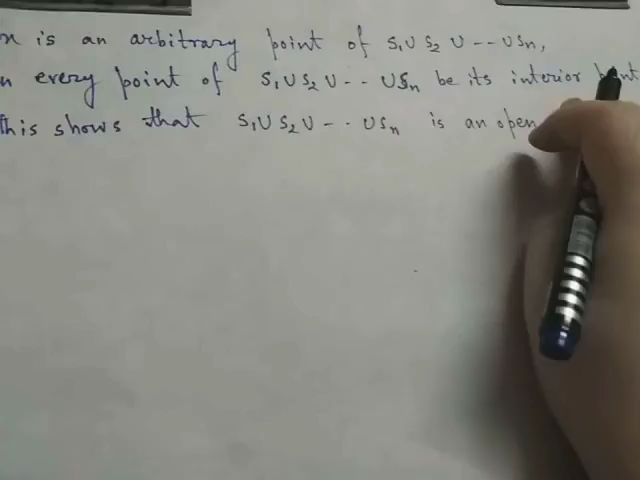 x is an arbitrary point of S₁ ∪ S₂ ∪ -- ∪ Sₙ,
every point of S₁ ∪ S₂ ∪ -- ∪ Sₙ be its interior
This shows that S₁ ∪ S₂ ∪ -- ∪ Sₙ is an open